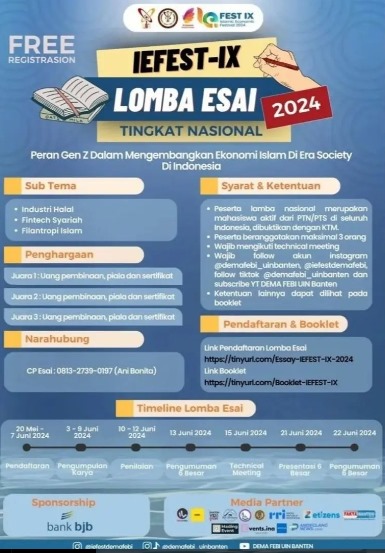 FEST IX
FREE
REGISTRASION
IEFEST-IX
LOMBA ESAI
2024
TINGKAT NASIONAL
Peran Gen Z Dalam Mengembangkan Ekonomi Islam Di Era Society
Di Indonesia
Sub Tema
• Industri Halal
• Fintech Syariah
• Filantropi Islam
Penghargaan
Juara 1 : Uang pembinaan, piala dan sertifikat
Juara 2 : Uang pembinaan, piala dan sertifikat
Juara 3 : Uang pembinaan, piala dan sertifikat
Narahubung
CP Esai : 0813-2739-0197 (Ani Bonita)
Syarat & Ketentuan
• Peserta lomba nasional merupakan
mahasiswa aktif dari PTN/PTS di seluruh
Indonesia, dibuktikan dengan KTM.
• Peserta beranggotakan maksimal 3 orang
• Wajib mengikuti technical meeting
• Wajib follow akun instagram
@demafebi_uinbanten, @iefestdemafebi,
follow tiktok @demafebi_uinbanten dan
subscribe YT DEMA FEBI UIN Banten
• Ketentuan lainnya dapat dilihat pada
booklet
Pendaftaran & Booklet
Link Pendaftaran Lomba Esai
https://tinyurl.com/Essay-IEFEST-IX-2024
Link Booklet
https://tinyurl.com/Booklet-IEFEST-IX
Timeline Lomba Esai
20 Mei -
7 Juni 2024
Pendaftaran
3 - 9 Juni
2024
Pengumpulan
Karya
10 - 12 Juni
2024
Penilaian
13 Juni 2024
Pengumuman
6 Besar
15 Juni 2024
Technical
Meeting
21 Juni 2024
Presentasi 6
Besar
22 Juni 2024
Pengumuman
6 Besar
Sponsorship
bank bjb
Media Partner
rri
etizens
vents.ina
@iefestdemafebi
@demafebi_uinbanten
DEMA FEBI UIN BANTEN